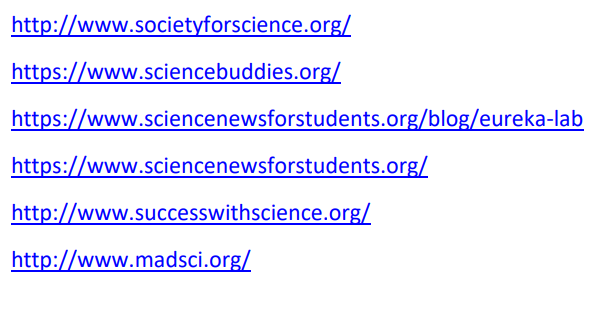 http://www.societyforscience.org/
https://www.sciencebuddies.org/
https://www.sciencenewsforstudents.org/blog/eureka-lab
https://www.sciencenewsforstudents.org/
http://www.successwithscience.org/
http://www.madsci.org/